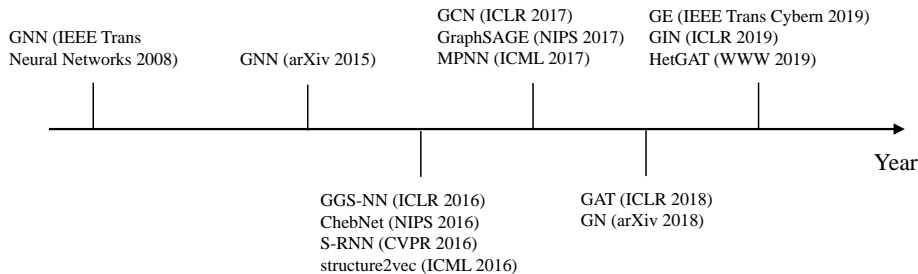 GNN (IEEE Trans
Neural Networks 2008)
GNN (arXiv 2015)
GGS-NN (ICLR 2016)
ChebNet (NIPS 2016)
S-RNN (CVPR 2016)
structure2vec (ICML 2016)
GCN (ICLR 2017)
GraphSAGE (NIPS 2017)
MPNN (ICML 2017)
GAT (ICLR 2018)
GN (arXiv 2018)
GE (IEEE Trans Cybern 2019)
GIN (ICLR 2019)
HetGAT (WWW 2019)
Year